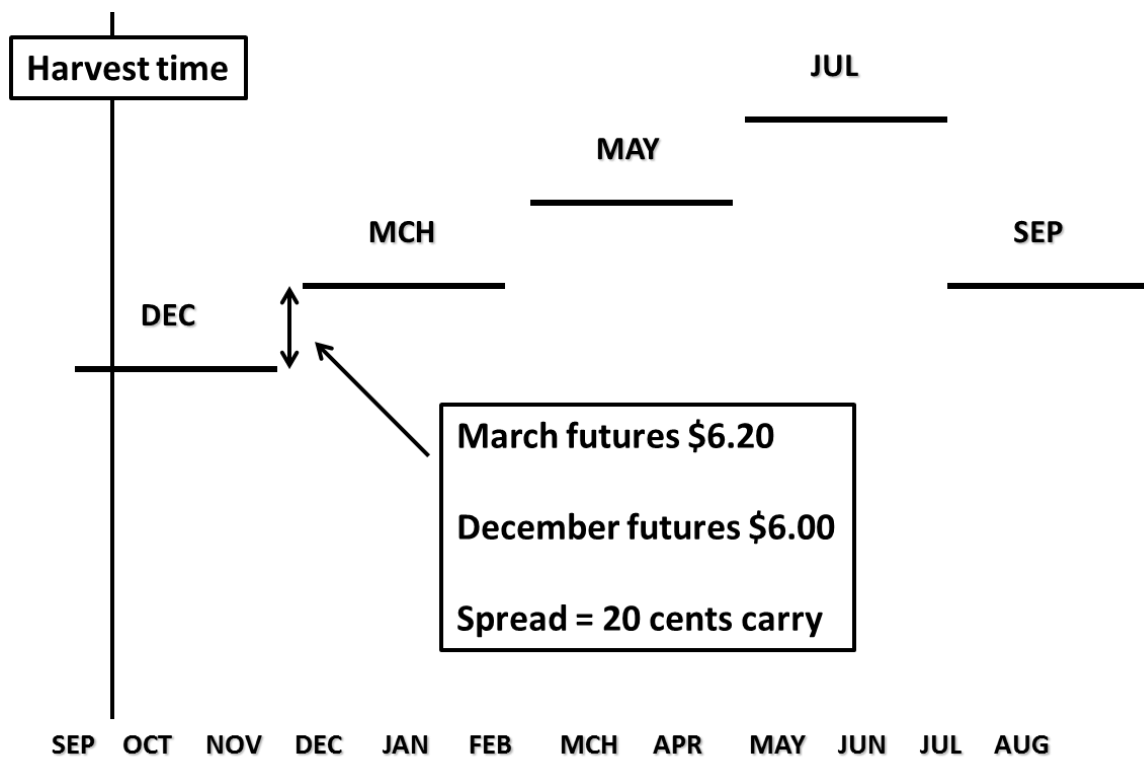 Harvest time
JUL
MAY
MCH
SEP
DEC
March futures $6.20
December futures $6.00
Spread = 20 cents carry
SEP OCT NOV DEC JAN FEB MCH APR MAY JUN JUL AUG